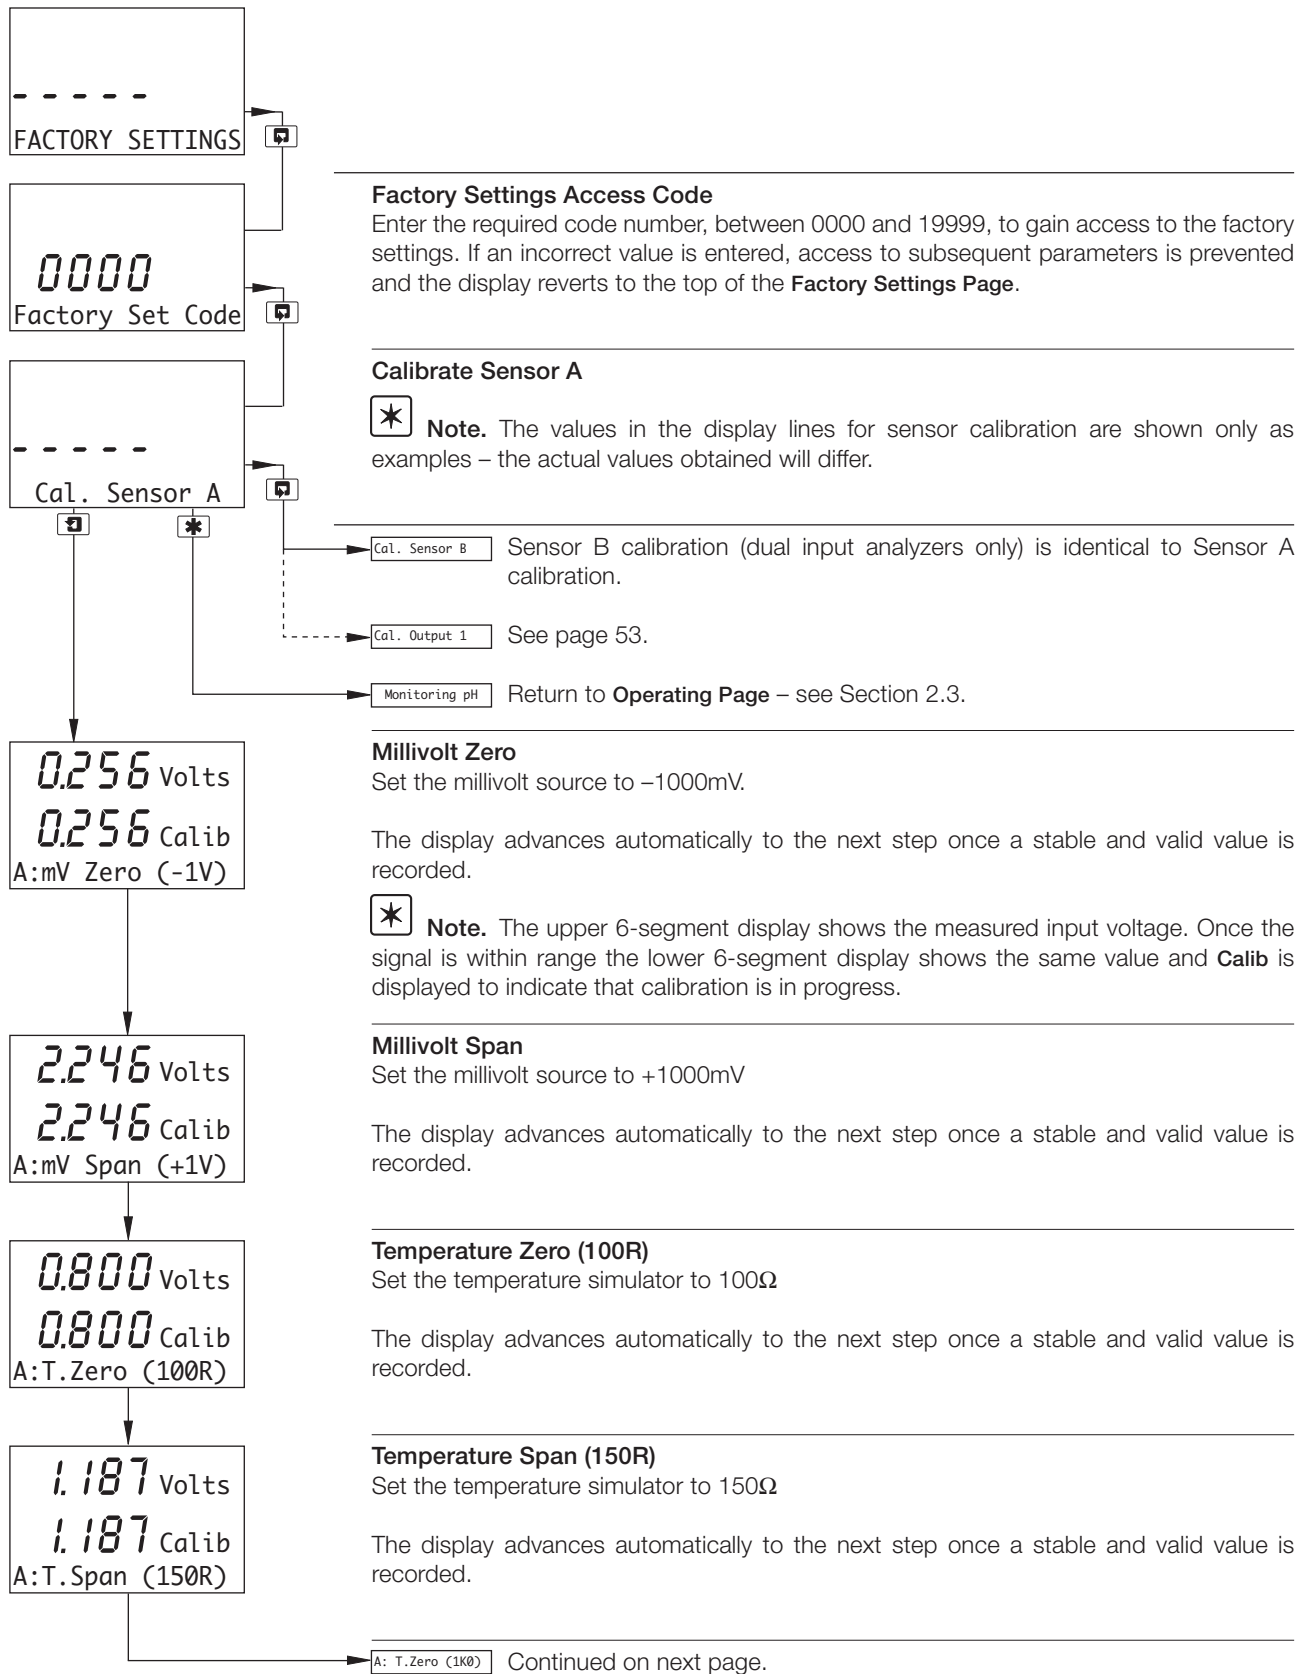 - - - - -
FACTORY SETTINGS
Factory Settings Access Code
Enter the required code number, between 0000 and 19999, to gain access to the factory
settings. If an incorrect value is entered, access to subsequent parameters is prevented
and the display reverts to the top of the Factory Settings Page.
0000
Factory Set Code
Calibrate Sensor A
Note. The values in the display lines for sensor calibration are shown only as
examples – the actual values obtained will differ.
- - - - -
Cal. Sensor A
Cal. Sensor B
Sensor B calibration (dual input analyzers only) is identical to Sensor A
calibration.
Cal. Output 1
See page 53.
Monitoring pH
Return to Operating Page – see Section 2.3.
0.256 Volts
0.256 Calib
A:mV Zero (-1V)
Millivolt Zero
Set the millivolt source to –1000mV.
The display advances automatically to the next step once a stable and valid value is
recorded.
Note. The upper 6-segment display shows the measured input voltage. Once the
signal is within range the lower 6-segment display shows the same value and Calib is
displayed to indicate that calibration is in progress.
2.246 Volts
2.246 Calib
A:mV Span (+1V)
Millivolt Span
Set the millivolt source to +1000mV
The display advances automatically to the next step once a stable and valid value is
recorded.
0.800 Volts
0.800 Calib
A:T.Zero (100R)
Temperature Zero (100R)
Set the temperature simulator to 100Ω
The display advances automatically to the next step once a stable and valid value is
recorded.
1.187 Volts
1.187 Calib
A:T.Span (150R)
Temperature Span (150R)
Set the temperature simulator to 150Ω
The display advances automatically to the next step once a stable and valid value is
recorded.
A: T.Zero (1K0)
Continued on next page.